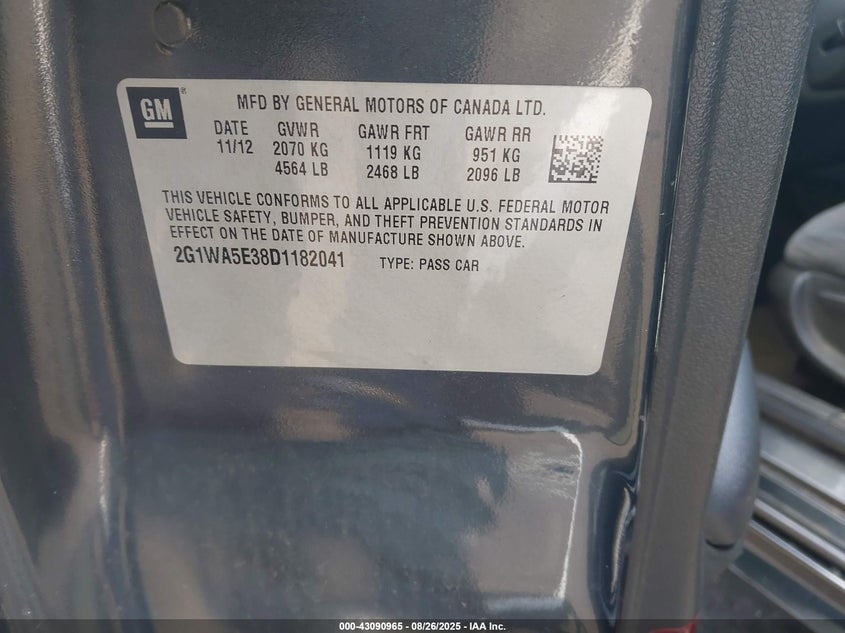 GM ®
MFD BY GENERAL MOTORS OF CANADA LTD.
DATE GVWR GAWR FRT GAWR RR
11/12 2070 KG 1119 KG 951 KG
4564 LB 2468 LB 2096 LB
THIS VEHICLE CONFORMS TO ALL APPLICABLE U.S. FEDERAL MOTOR
VEHICLE SAFETY, BUMPER, AND THEFT PREVENTION STANDARDS IN
EFFECT ON THE DATE OF MANUFACTURE SHOWN ABOVE.
2G1WA5E38D1182041 TYPE: PASS CAR
000-43090965 - 08/26/2025 - IAA Inc.